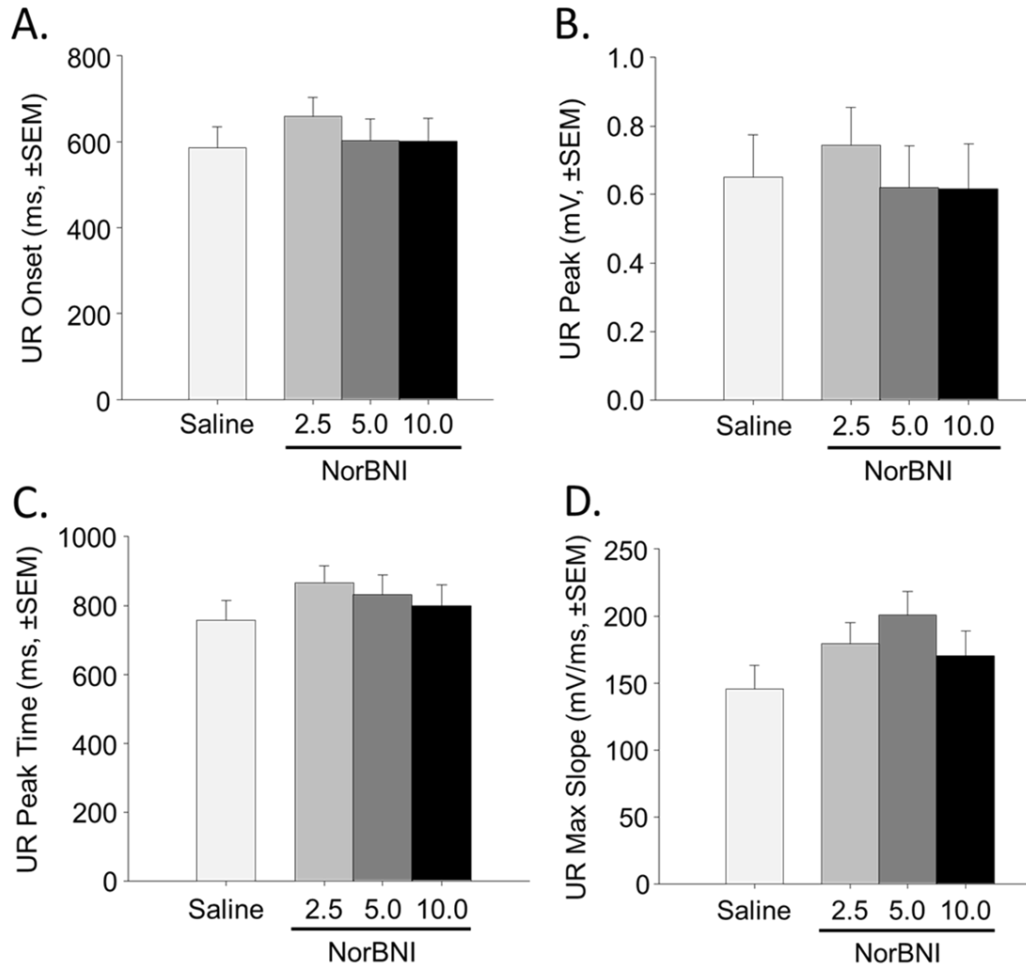 A.
UR Onset (ms, ±SEM)
800
600
400
200
0
Saline
2.5 5.0 10.0
NorBNI
B.
UR Peak (mV, ±SEM)
1.0
0.8
0.6
0.4
0.2
0.0
Saline
2.5 5.0 10.0
NorBNI
C.
UR Peak Time (ms, ±SEM)
1000
800
600
400
200
0
Saline
2.5 5.0 10.0
NorBNI
D.
UR Max Slope (mV/ms, ±SEM)
250
200
150
100
50
0
Saline
2.5 5.0 10.0
NorBNI